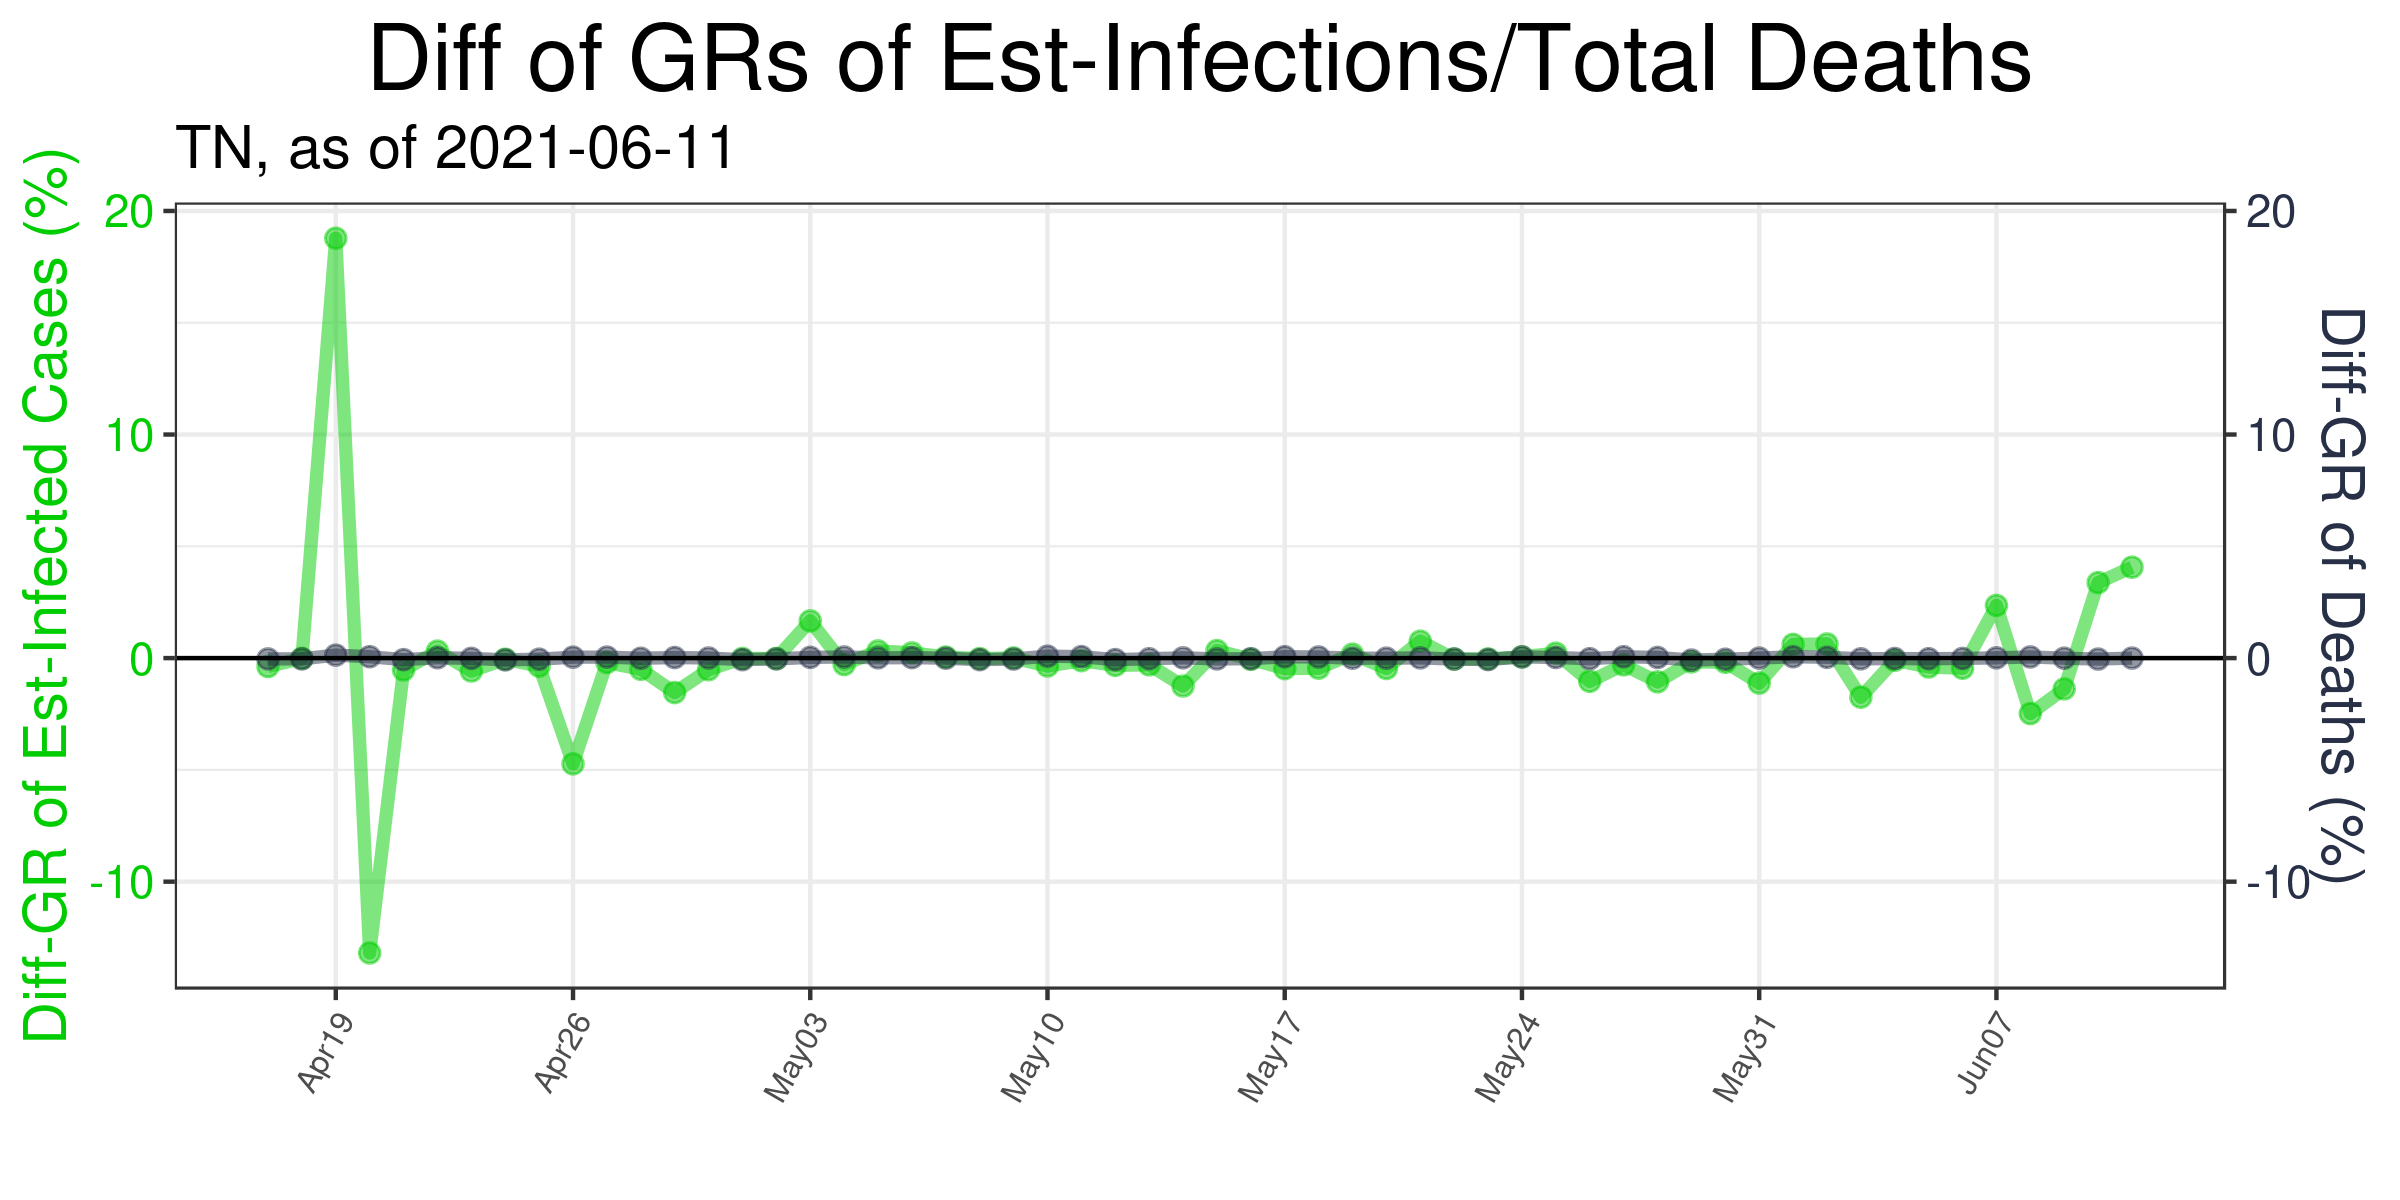 Diff of GRs of Est-Infections/Total Deaths
TN, as of 2021-06-11
Diff-GR of Est-Infected Cases (%)
20
10
0
-10
20
10
0
-10
Diff-GR of Deaths (%)
Apr19
Apr26
May03
May10
May17
May24
May31
Jun07